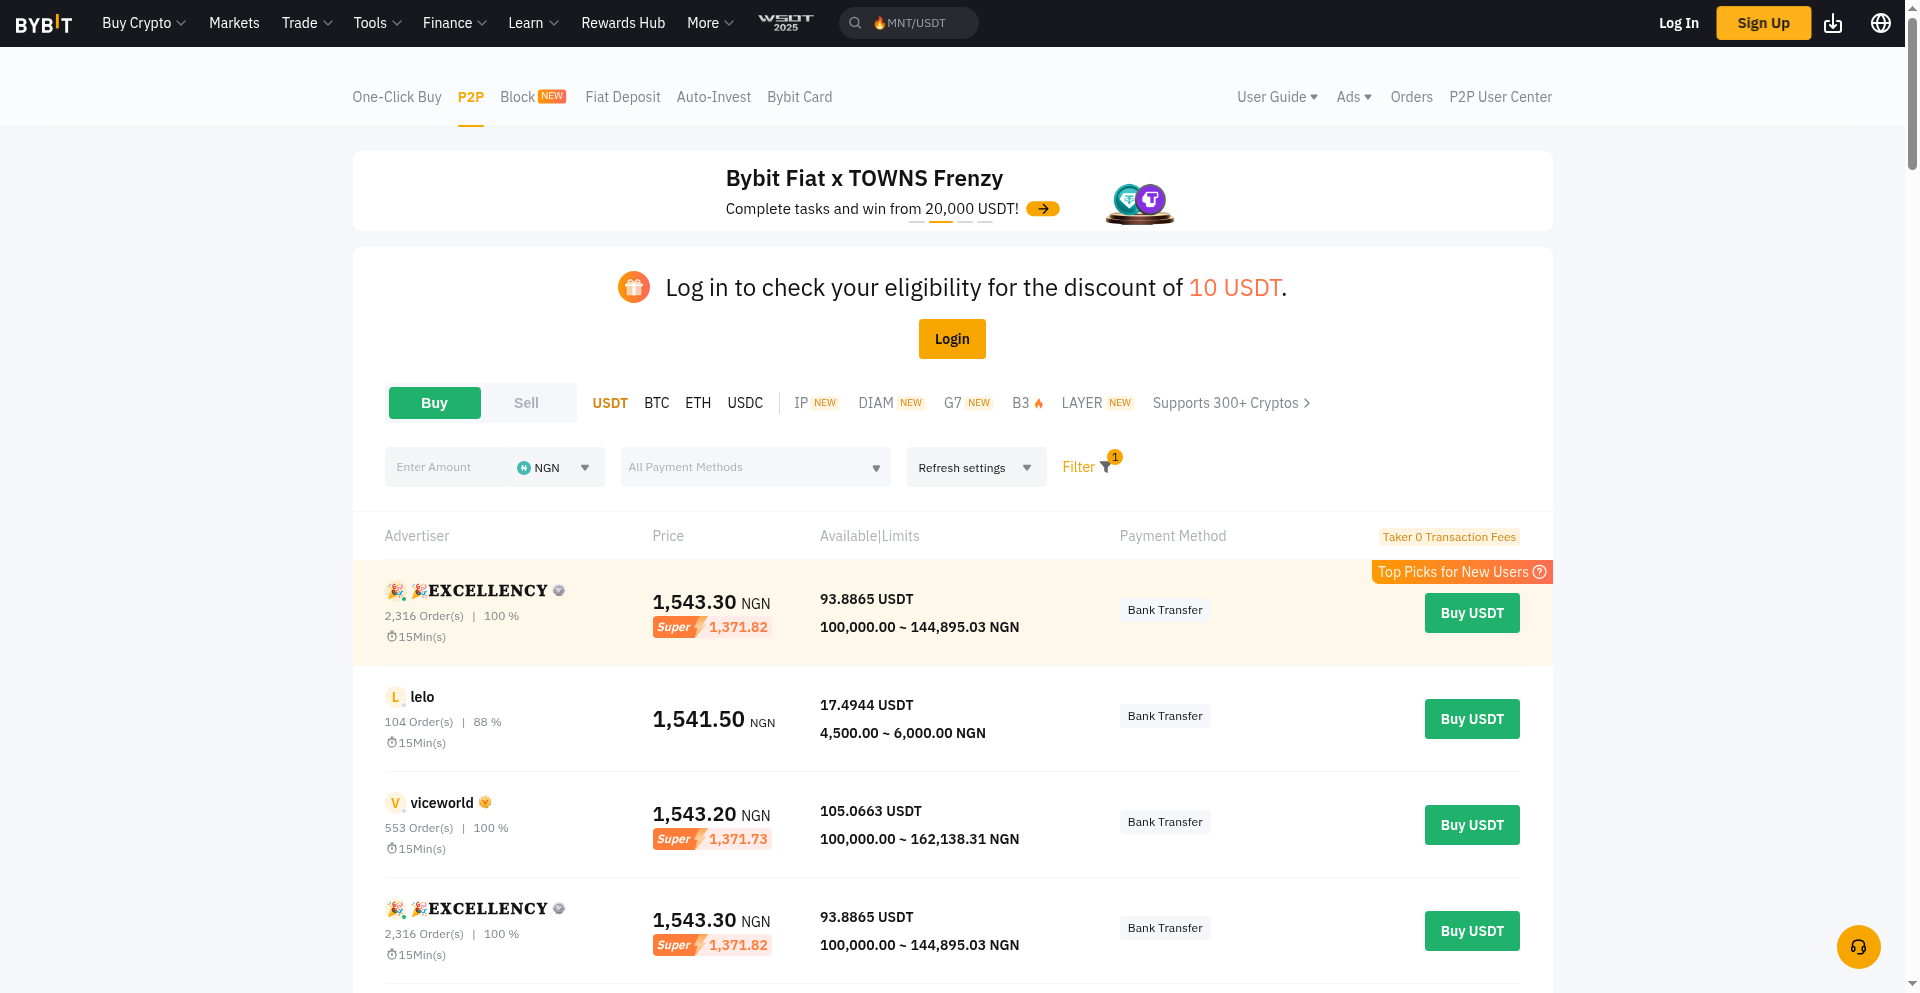 BYBIT Buy Crypto Markets Trade Tools Finance Learn Rewards Hub More WSOT 2025 MNT/USDT Log In Sign Up
One-Click Buy P2P Block NEW Fiat Deposit Auto-Invest Bybit Card User Guide Ads Orders P2P User Center
Bybit Fiat x TOWNS Frenzy
Complete tasks and win from 20,000 USDT!
Log in to check your eligibility for the discount of 10 USDT.
Login
Buy Sell USDT BTC ETH USDC IP NEW DIAM NEW G7 NEW B3 LAYER NEW Supports 300+ Cryptos
Enter Amount NGN All Payment Methods Refresh settings Filter 1
Advertiser Price Available|Limits Payment Method Taker 0 Transaction Fees
Top Picks for New Users
🎉 🎉EXCELLENCY
2,316 Order(s) | 100 %
15Min(s)
1,543.30 NGN
Super 1,371.82
93.8865 USDT
100,000.00 ~ 144,895.03 NGN
Bank Transfer
Buy USDT
L lelo
104 Order(s) | 88 %
15Min(s)
1,541.50 NGN
17.4944 USDT
4,500.00 ~ 6,000.00 NGN
Bank Transfer
Buy USDT
V viceworld
553 Order(s) | 100 %
15Min(s)
1,543.20 NGN
Super 1,371.73
105.0663 USDT
100,000.00 ~ 162,138.31 NGN
Bank Transfer
Buy USDT
🎉 🎉EXCELLENCY
2,316 Order(s) | 100 %
15Min(s)
1,543.30 NGN
Super 1,371.82
93.8865 USDT
100,000.00 ~ 144,895.03 NGN
Bank Transfer
Buy USDT